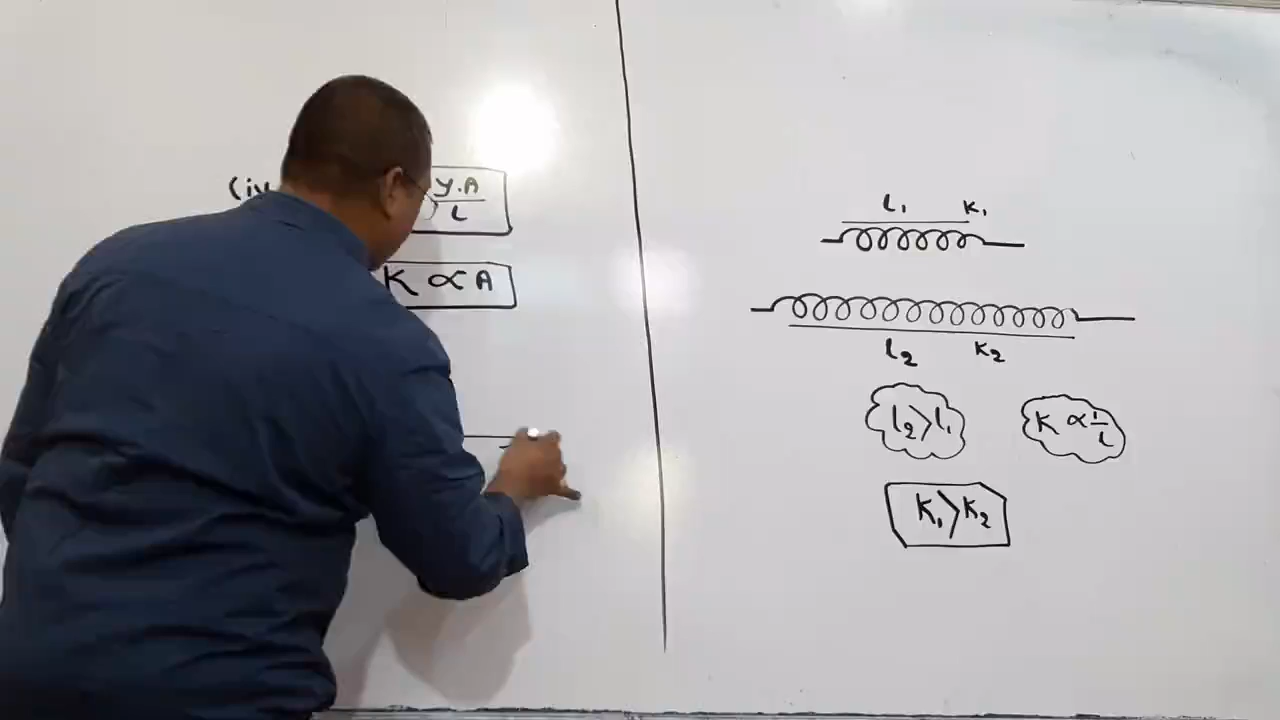 (iv
Y.A
L
K ∝ A
l₁ K₁
l₂ K₂
l₂ > l₁
K ∝ 1/L
K₁ > K₂